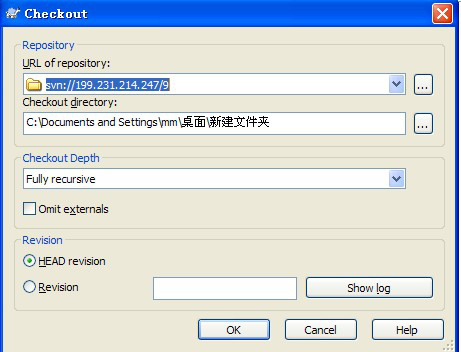 Checkout
Repository
URL of repository:
svn://199.231.214.247/9
...
Checkout directory:
C:\Documents and Settings\mm\桌面\新建文件夹
...
Checkout Depth
Fully recursive
Omit externals
Revision
HEAD revision
Revision
Show log
OK
Cancel
Help